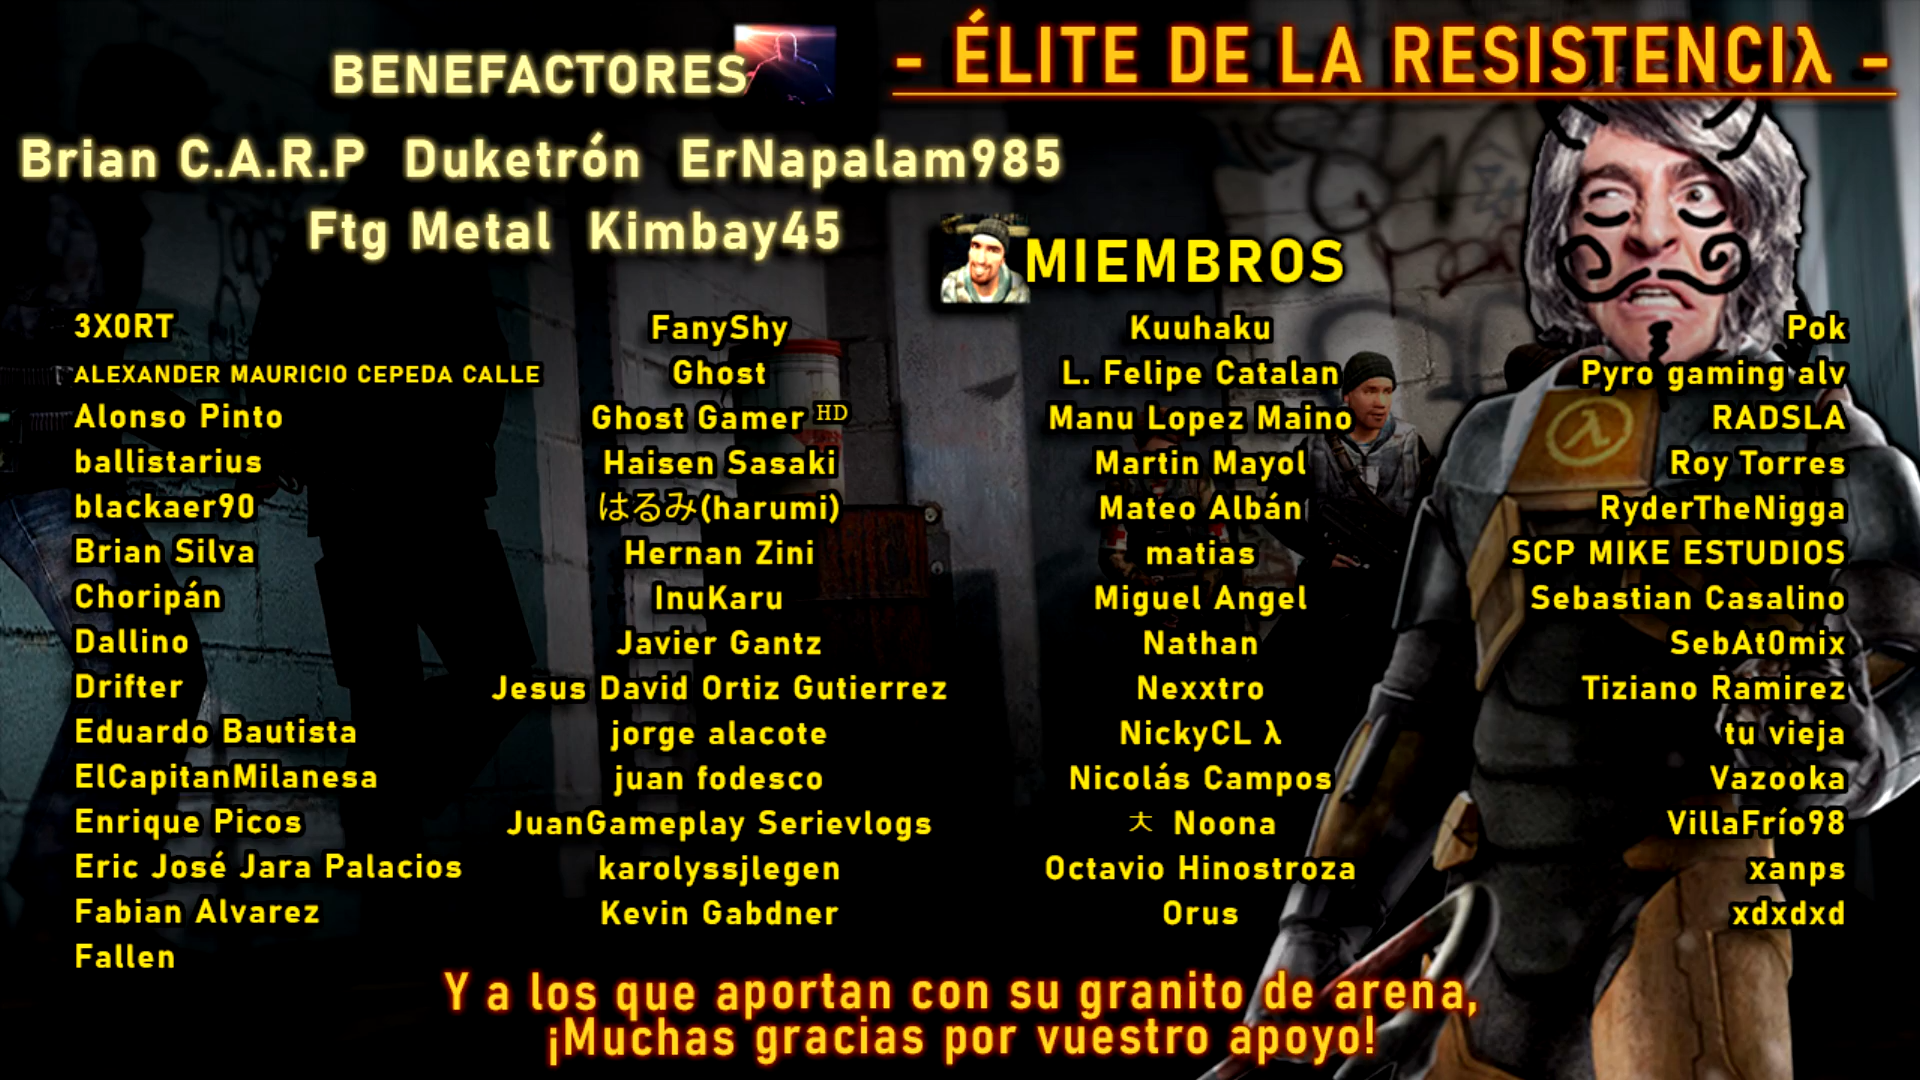 - ÉLITE DE LA RESISTENCIλ -
BENEFACTORES
Brian C.A.R.P Duketrón ErNapalam985
Ftg Metal Kimbay45
MIEMBROS
3X0RT
ALEXANDER MAURICIO CEPEDA CALLE
Alonso Pinto
ballistarius
blackaer90
Brian Silva
Choripán
Dallino
Drifter
Eduardo Bautista
ElCapitanMilanesa
Enrique Picos
Eric José Jara Palacios
Fabian Alvarez
Fallen
FanyShy
Ghost
Ghost Gamer HD
Haisen Sasaki
はるみ(harumi)
Hernan Zini
InuKaru
Javier Gantz
Jesus David Ortiz Gutierrez
jorge alacote
juan fodesco
JuanGameplay Serievlogs
karolyssjlegen
Kevin Gabdner
Kuuhaku
L. Felipe Catalan
Manu Lopez Maino
Martin Mayol
Mateo Albán
matias
Miguel Angel
Nathan
Nexxtro
NickyCL λ
Nicolás Campos
大 Noona
Octavio Hinostroza
Orus
Pok
Pyro gaming alv
RADSLA
Roy Torres
RyderTheNigga
SCP MIKE ESTUDIOS
Sebastian Casalino
SebAt0mix
Tiziano Ramirez
tu vieja
Vazooka
VillaFrío98
xanps
xdxdxd
Y a los que aportan con su granito de arena,
¡Muchas gracias por vuestro apoyo!